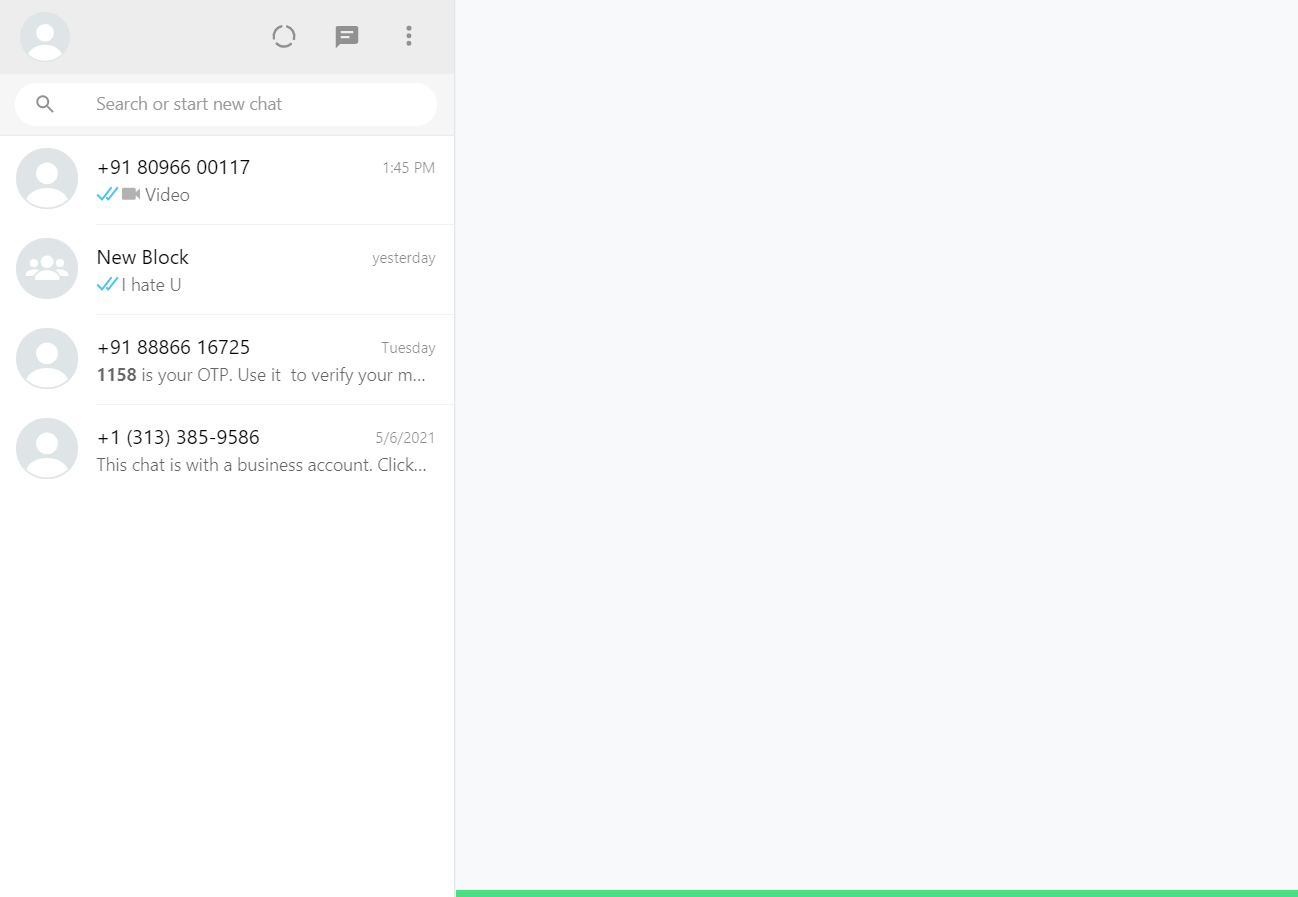 Search or start new chat
+91 80966 00117 1:45 PM
Video
New Block yesterday
I hate U
+91 88866 16725 Tuesday
1158 is your OTP. Use it  to verify your m...
+1 (313) 385-9586 5/6/2021
This chat is with a business account. Click...